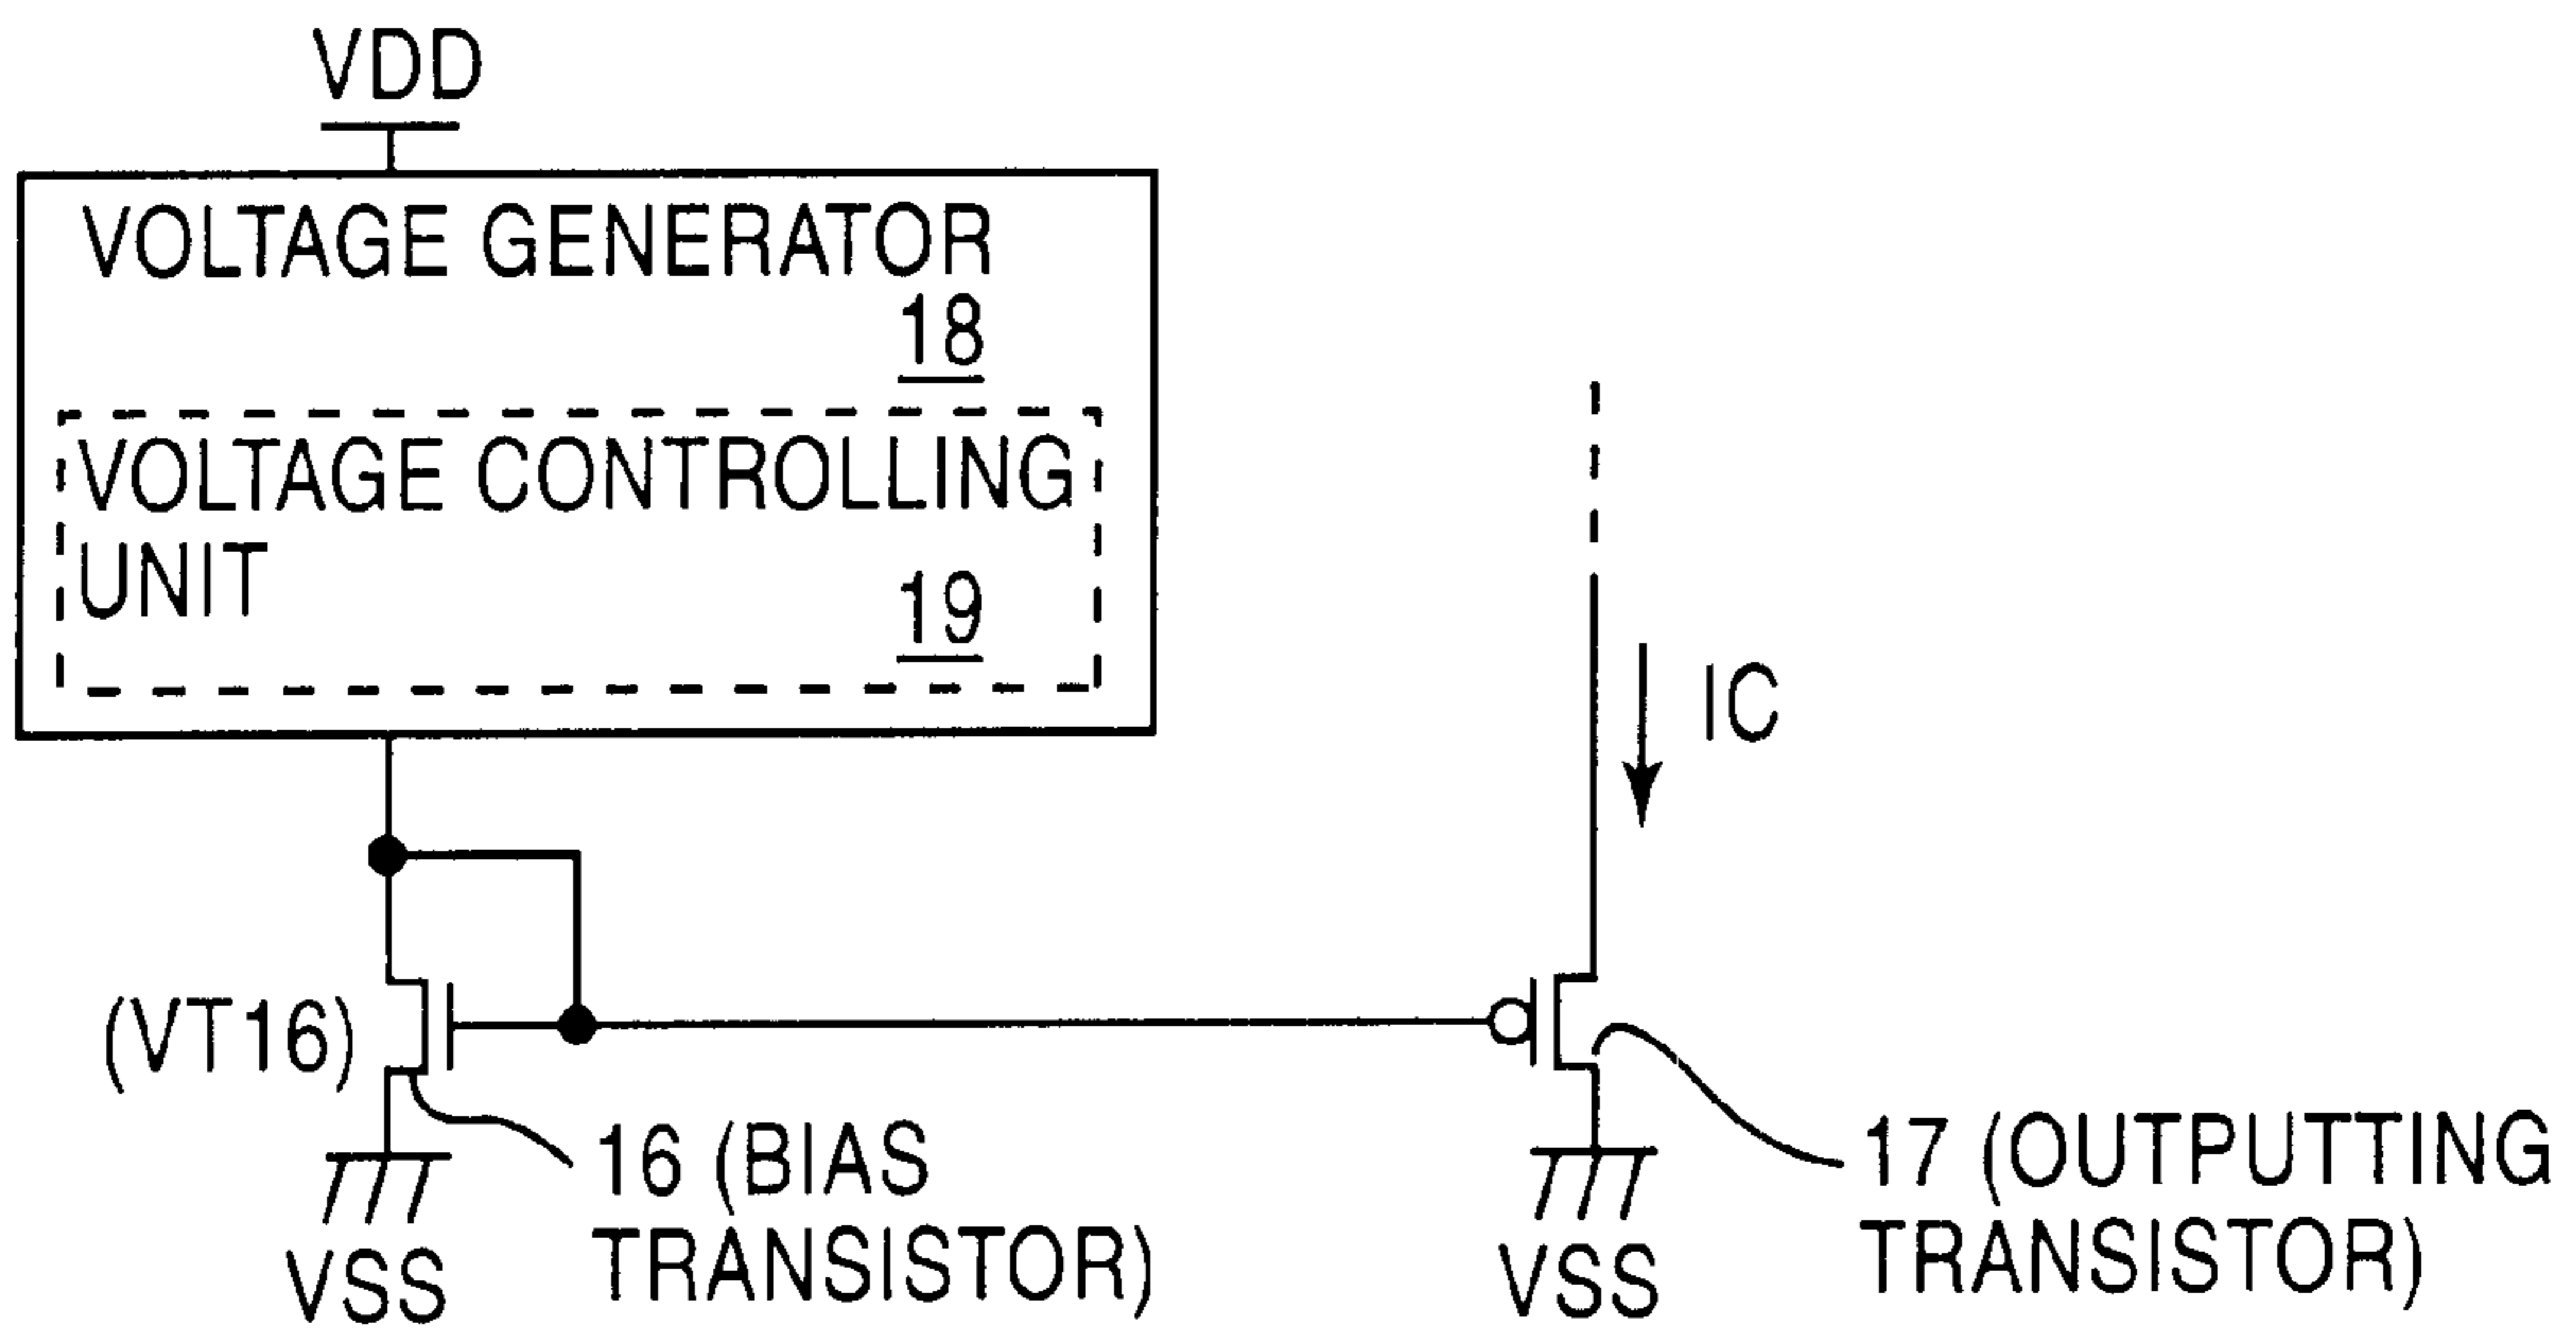 VDD
VOLTAGE GENERATOR
18
VOLTAGE CONTROLLING
UNIT
19
IC
(VT16)
16 (BIAS
TRANSISTOR)
VSS
17 (OUTPUTTING
TRANSISTOR)
VSS